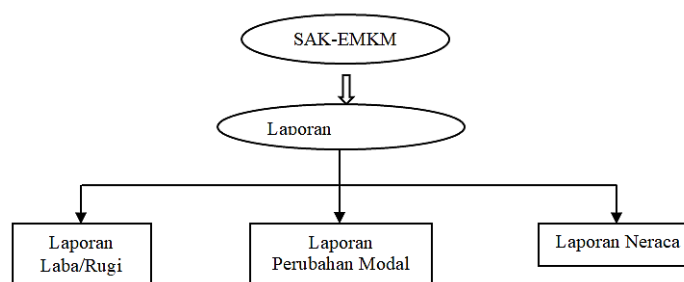 SAK-EMKM
Laporan
Laporan
Laba/Rugi
Laporan
Perubahan Modal
Laporan Neraca